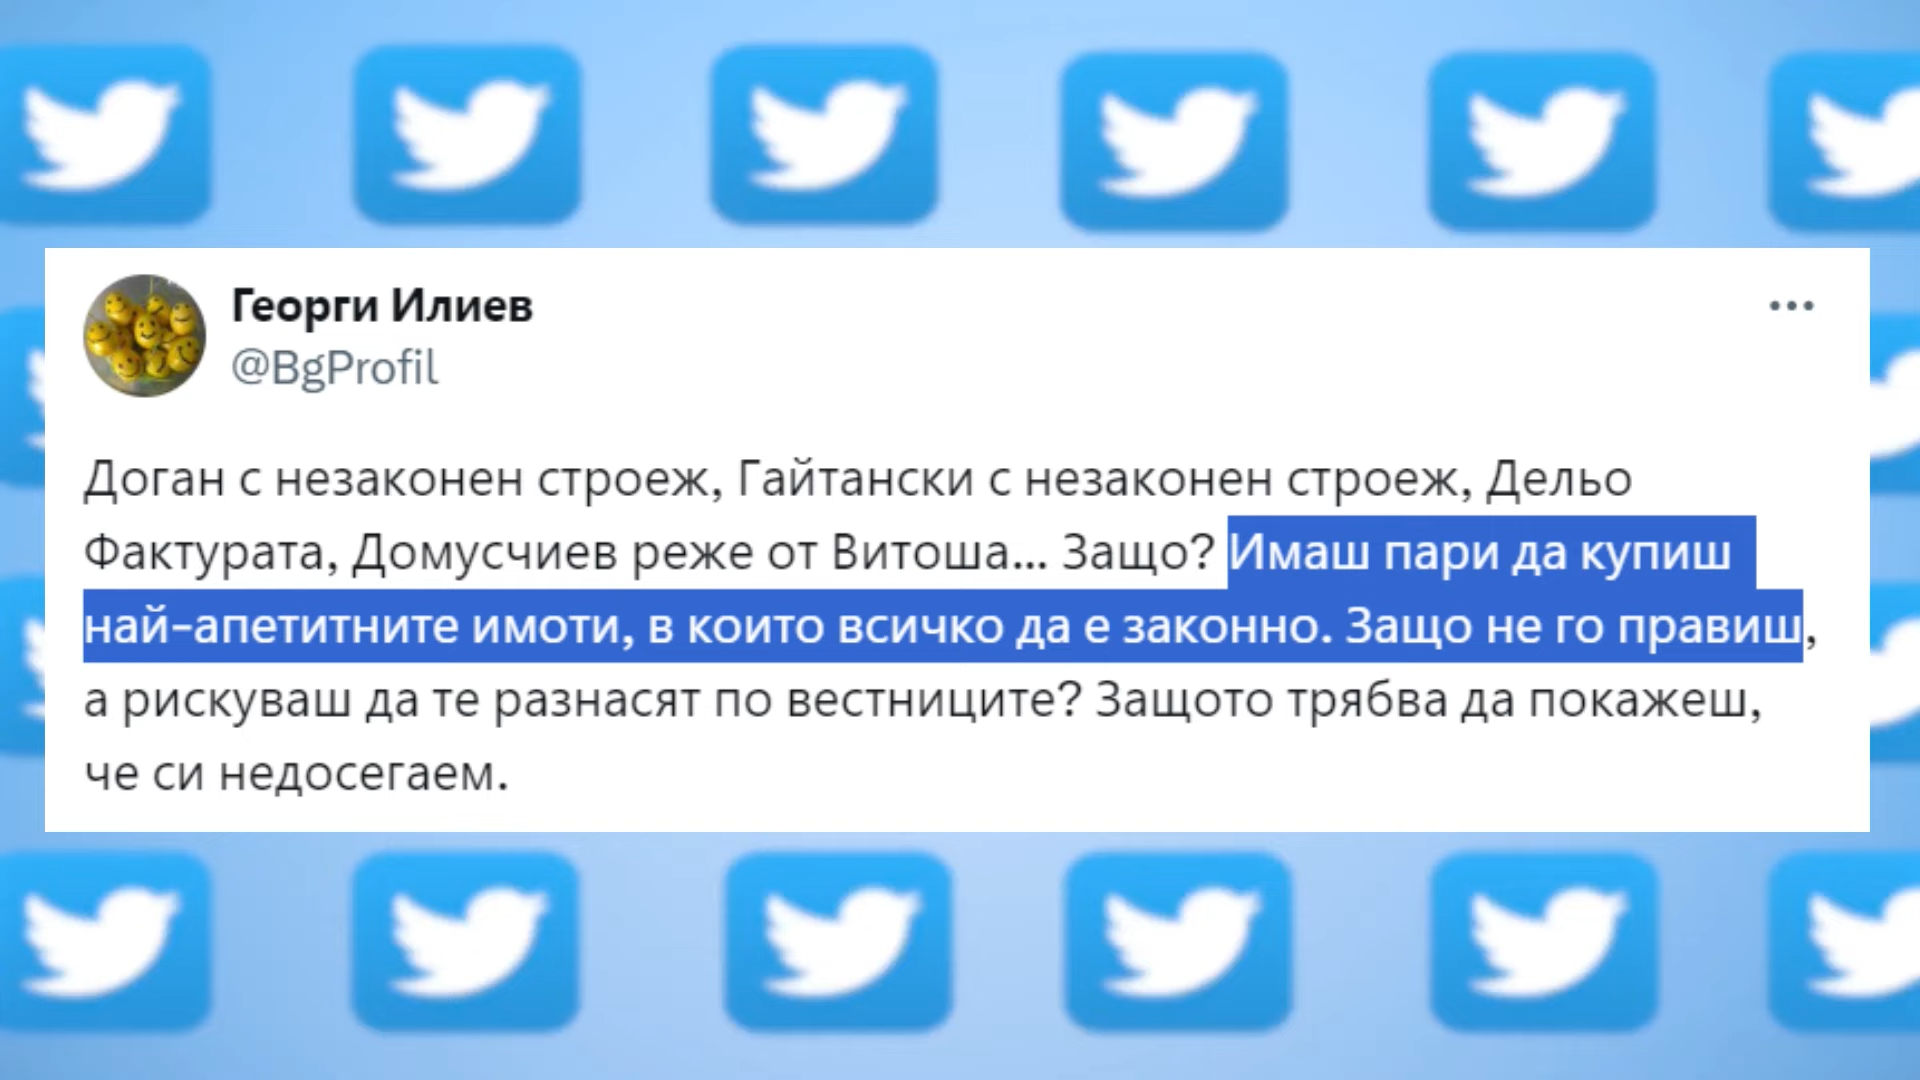 Георги Илиев
@BgProfil
Доган с незаконен строеж, Гайтански с незаконен строеж, Дельо
Фактурата, Домусчиев реже от Витоша... Защо? Имаш пари да купиш
най-апетитните имоти, в които всичко да е законно. Защо не го правиш,
а рискуваш да те разнасят по вестниците? Защото трябва да покажеш,
че си недосегаем.